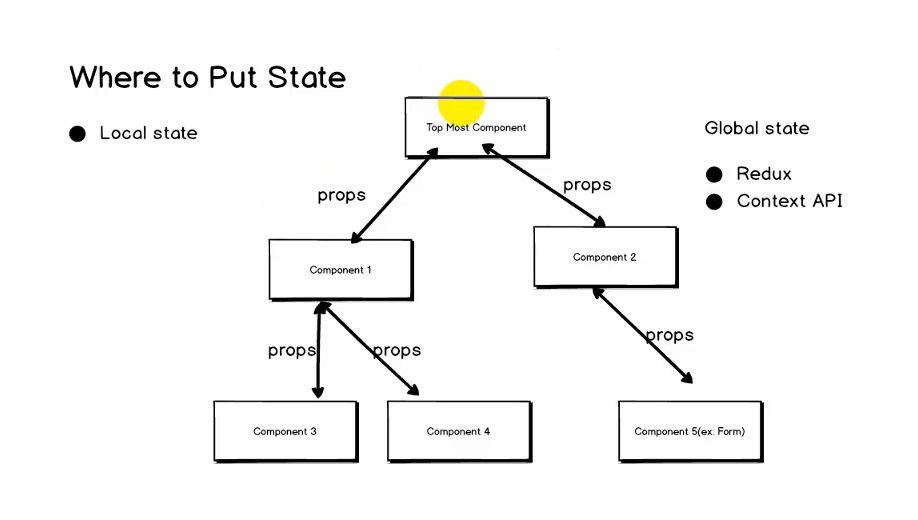 Where to Put State
Local state
Top Most Component
Global state
Redux
Context API
props
props
Component 1
Component 2
props
props
props
Component 3
Component 4
Component 5(ex: Form)